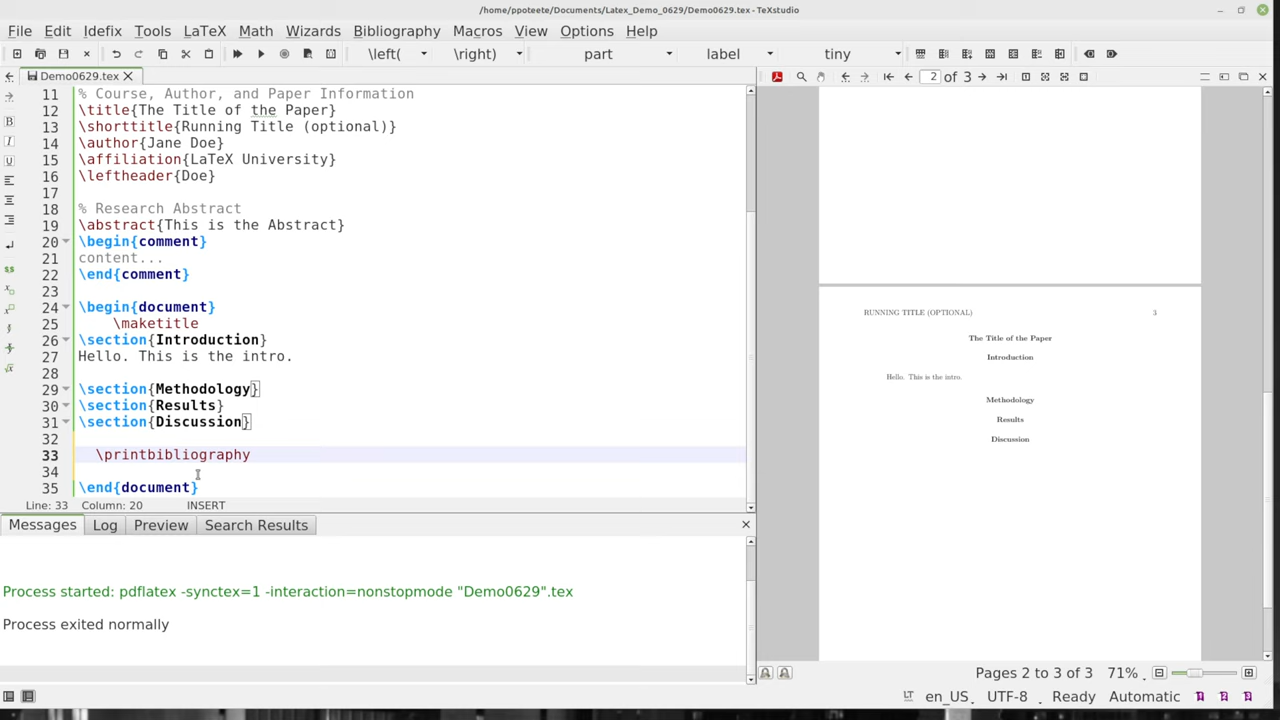 /home/ppoteete/Documents/Latex_Demo_0629/Demo0629.tex - TeXstudio
File Edit Idefix Tools LaTeX Math Wizards Bibliography Macros View Options Help
\left( \right) part label tiny
Demo0629.tex
2 of 3
11 % Course, Author, and Paper Information
12 \title{The Title of the Paper}
13 \shorttitle{Running Title (optional)}
14 \author{Jane Doe}
15 \affiliation{LaTeX University}
16 \leftheader{Doe}
17
18 % Research Abstract
19 \abstract{This is the Abstract}
20 \begin{comment}
21 content...
22 \end{comment}
23
24 \begin{document}
25 \maketitle
26 \section{Introduction}
27 Hello. This is the intro.
28
29 \section{Methodology}
30 \section{Results}
31 \section{Discussion}
32
33 \printbibliography
34
35 \end{document}
Line: 33 Column: 20 INSERT
Messages Log Preview Search Results
Process started: pdflatex -synctex=1 -interaction=nonstopmode "Demo0629".tex
Process exited normally
RUNNING TITLE (OPTIONAL) 3
The Title of the Paper
Introduction
Hello. This is the intro.
Methodology
Results
Discussion
Pages 2 to 3 of 3 71%
en_US UTF-8 Ready Automatic